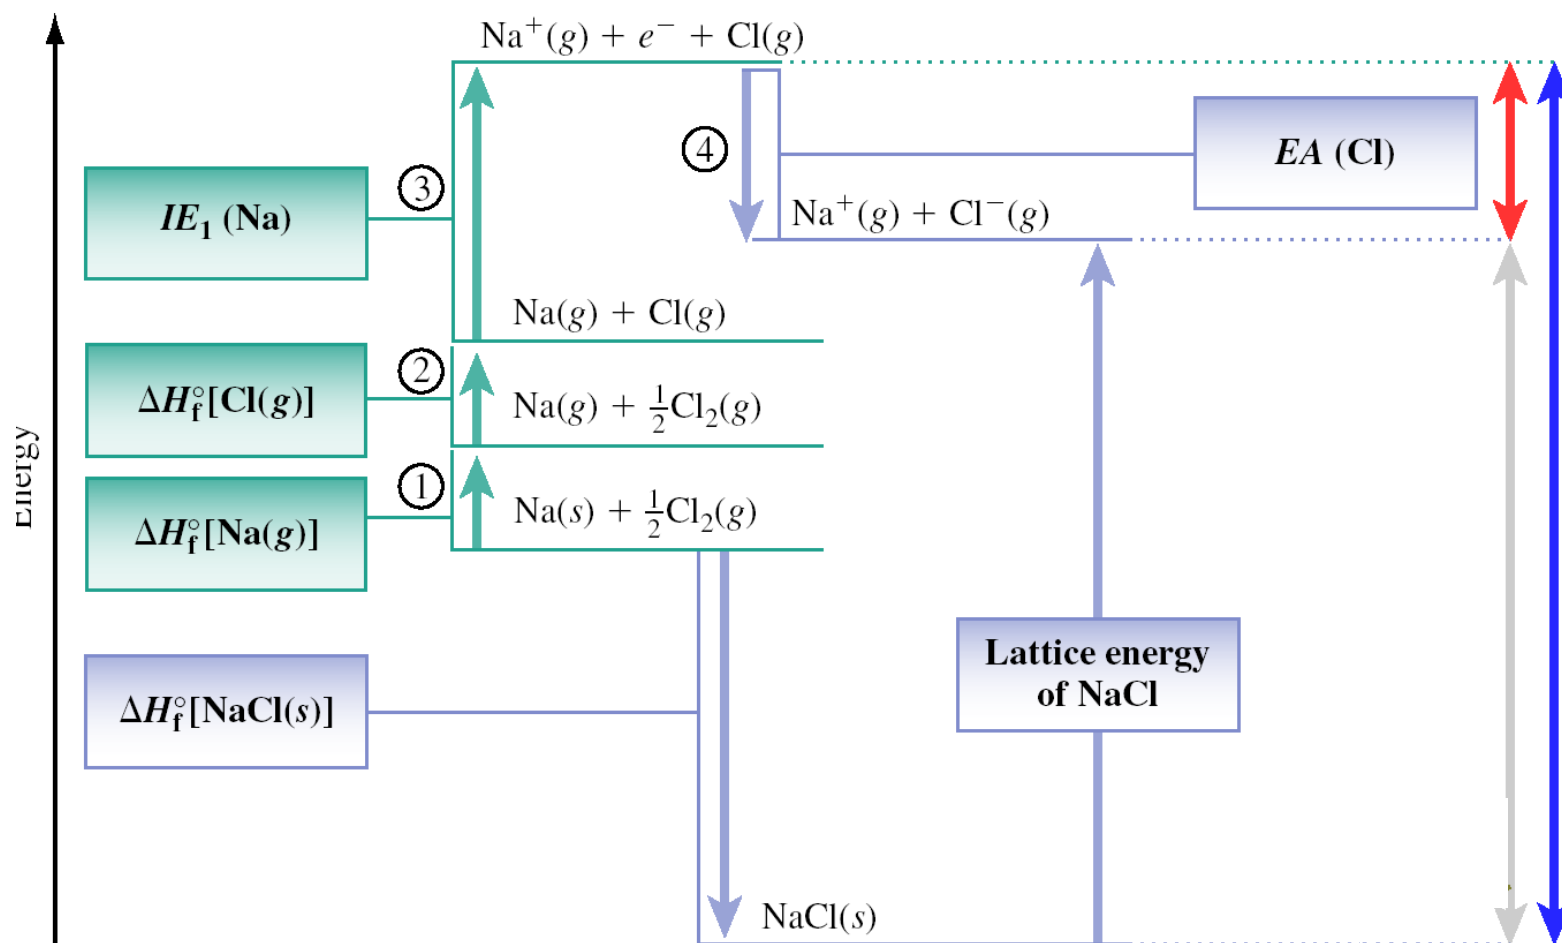 Na⁺(g) + e⁻ + Cl(g)
④
EA (Cl)
③
IE₁ (Na)
Na⁺(g) + Cl⁻(g)
Na(g) + Cl(g)
②
ΔH°f[Cl(g)]
Na(g) + ½Cl₂(g)
Energy
①
ΔH°f[Na(g)]
Na(s) + ½Cl₂(g)
Lattice energy
of NaCl
ΔH°f[NaCl(s)]
NaCl(s)